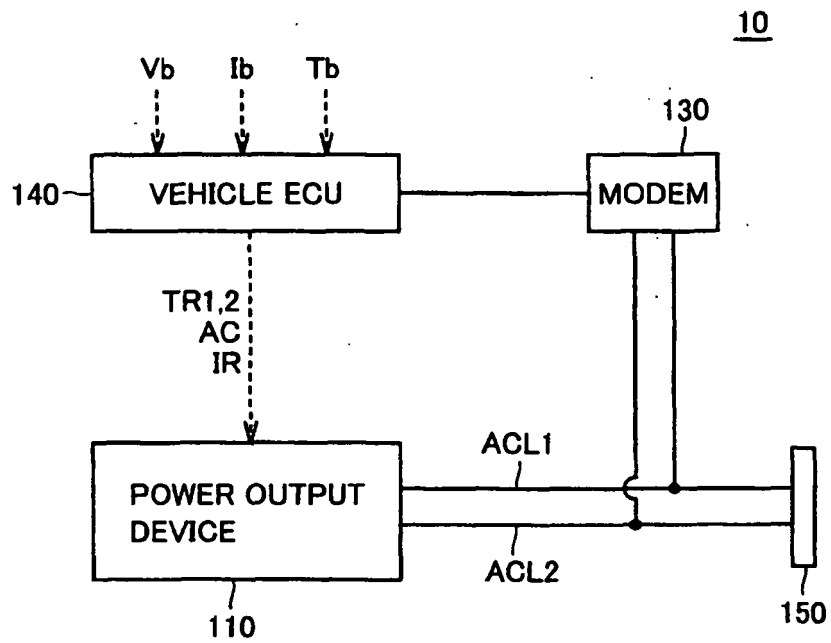 10
Vb Ib Tb
130
140
VEHICLE ECU
MODEM
TR1,2
AC
IR
ACL1
POWER OUTPUT
DEVICE
ACL2
110
150